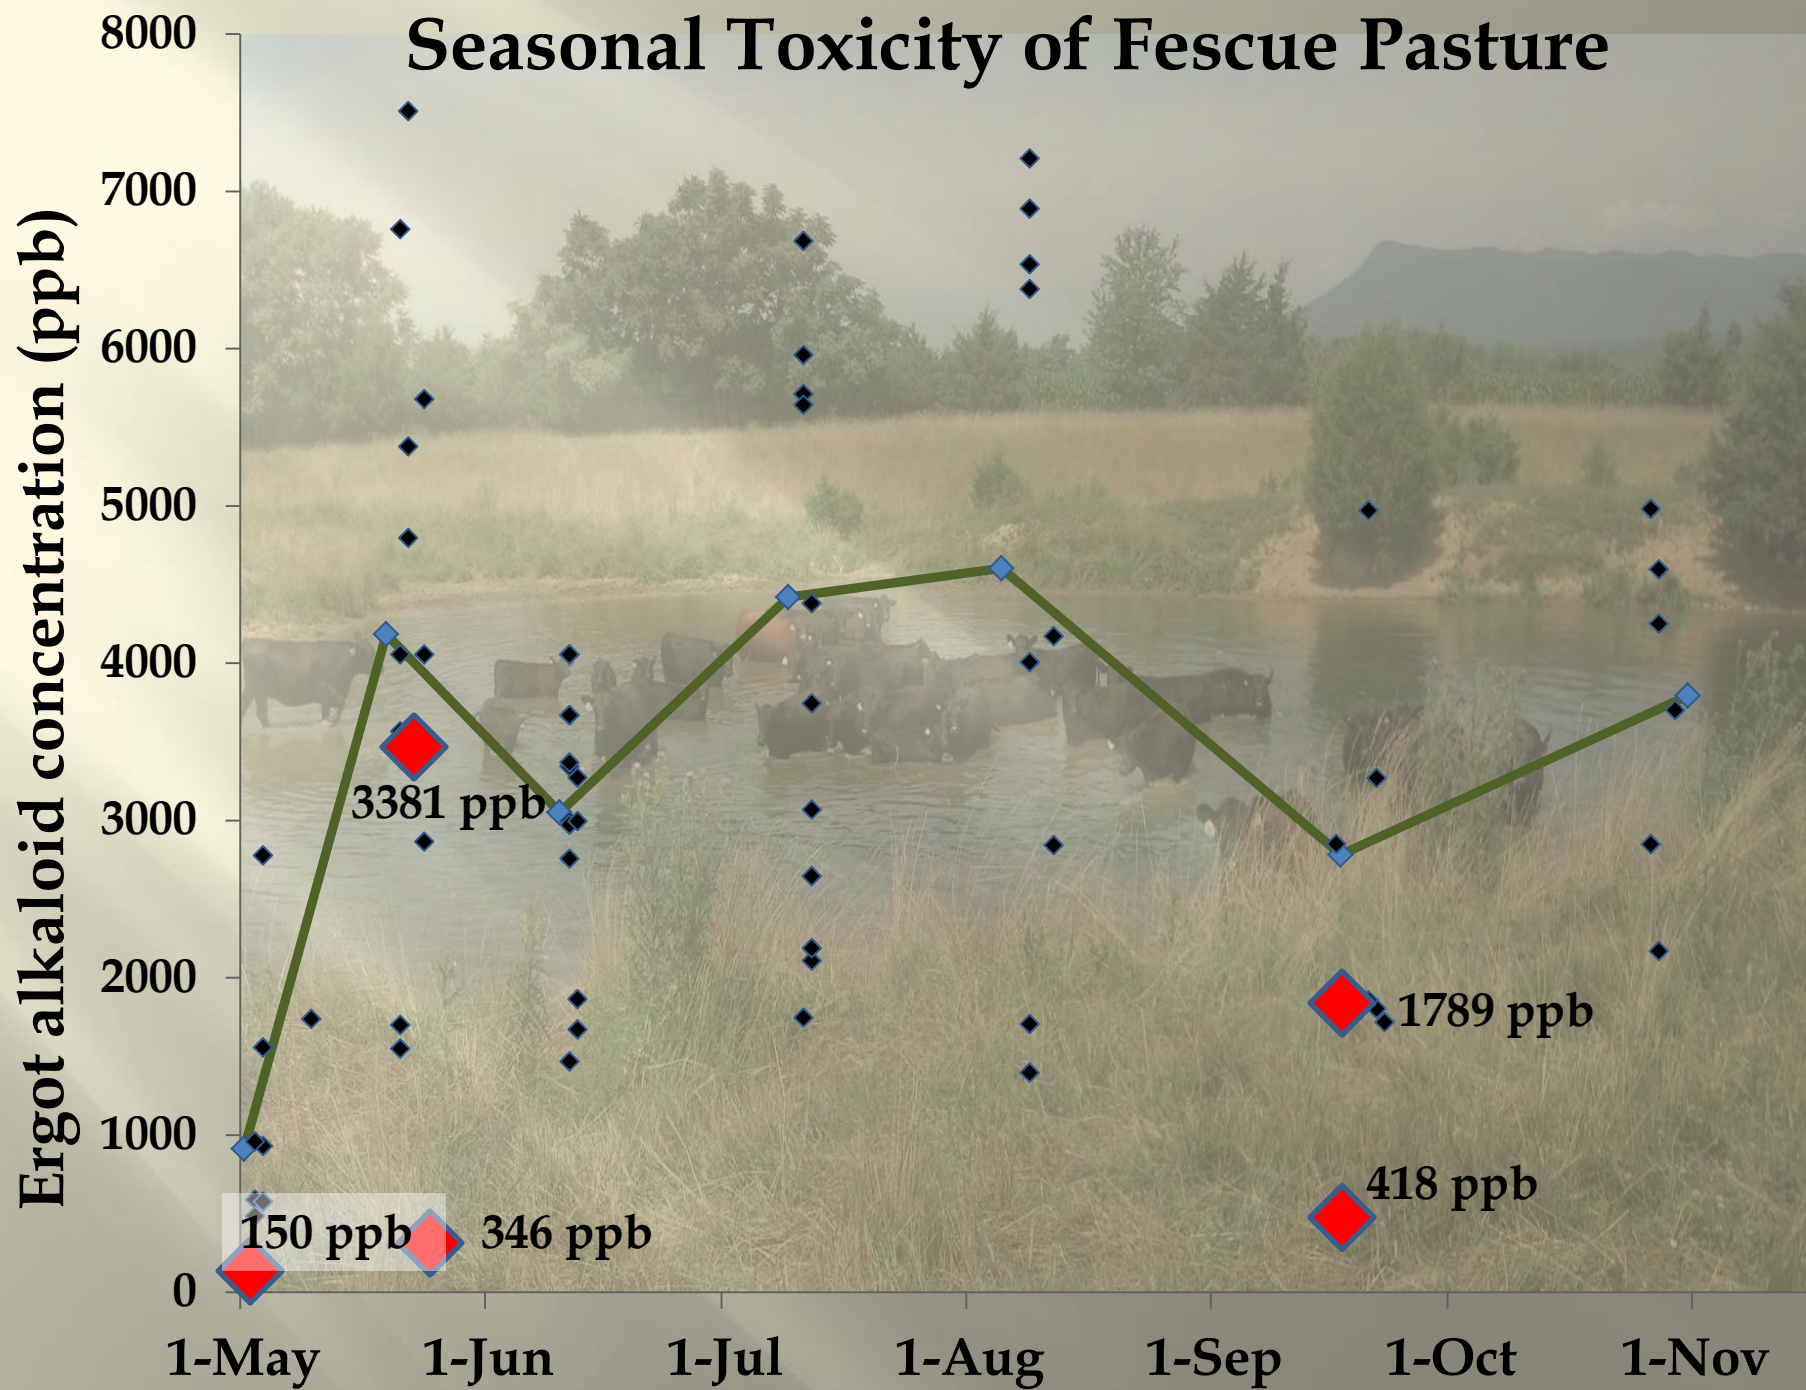 Seasonal Toxicity of Fescue Pasture
Ergot alkaloid concentration (ppb)
8000
7000
6000
5000
4000
3000
2000
1000
0
3381 ppb
1789 ppb
418 ppb
150 ppb
346 ppb
1-May
1-Jun
1-Jul
1-Aug
1-Sep
1-Oct
1-Nov